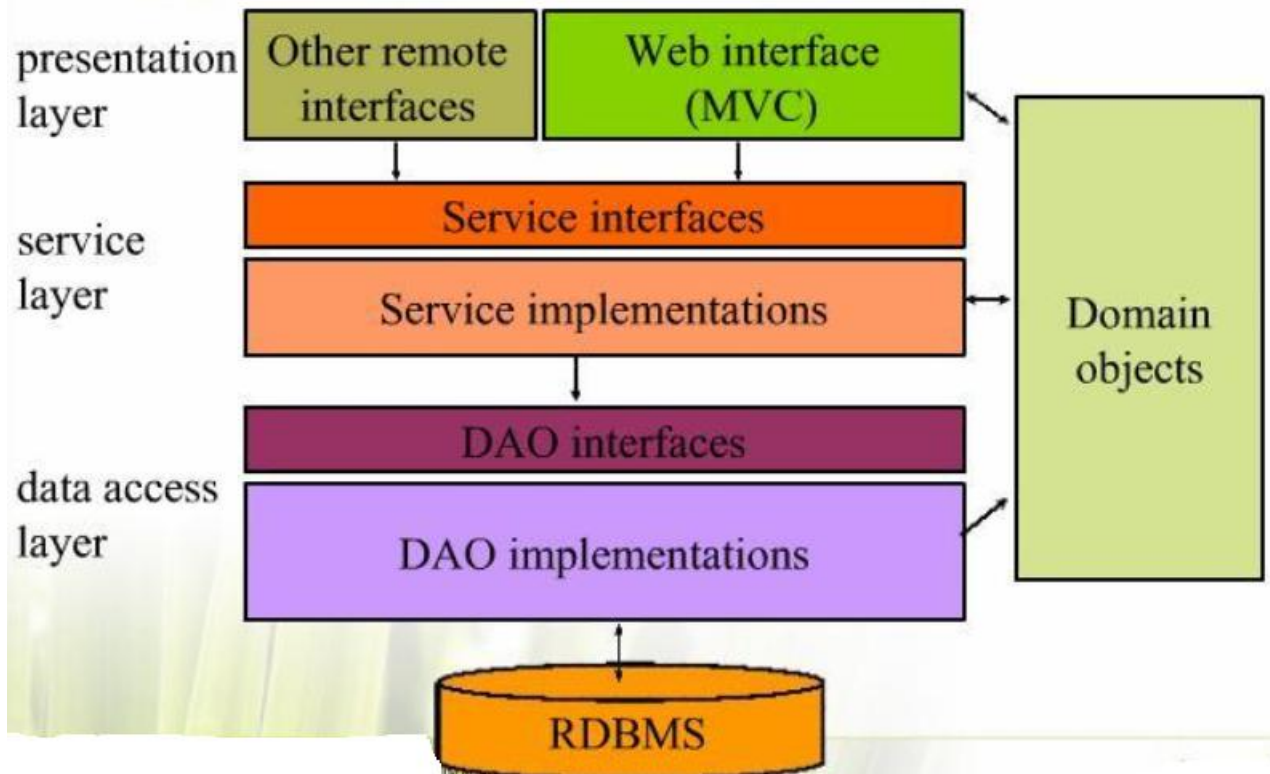 presentation
layer
Other remote
interfaces
Web interface
(MVC)
Service interfaces
service
layer
Service implementations
Domain
objects
DAO interfaces
data access
layer
DAO implementations
RDBMS